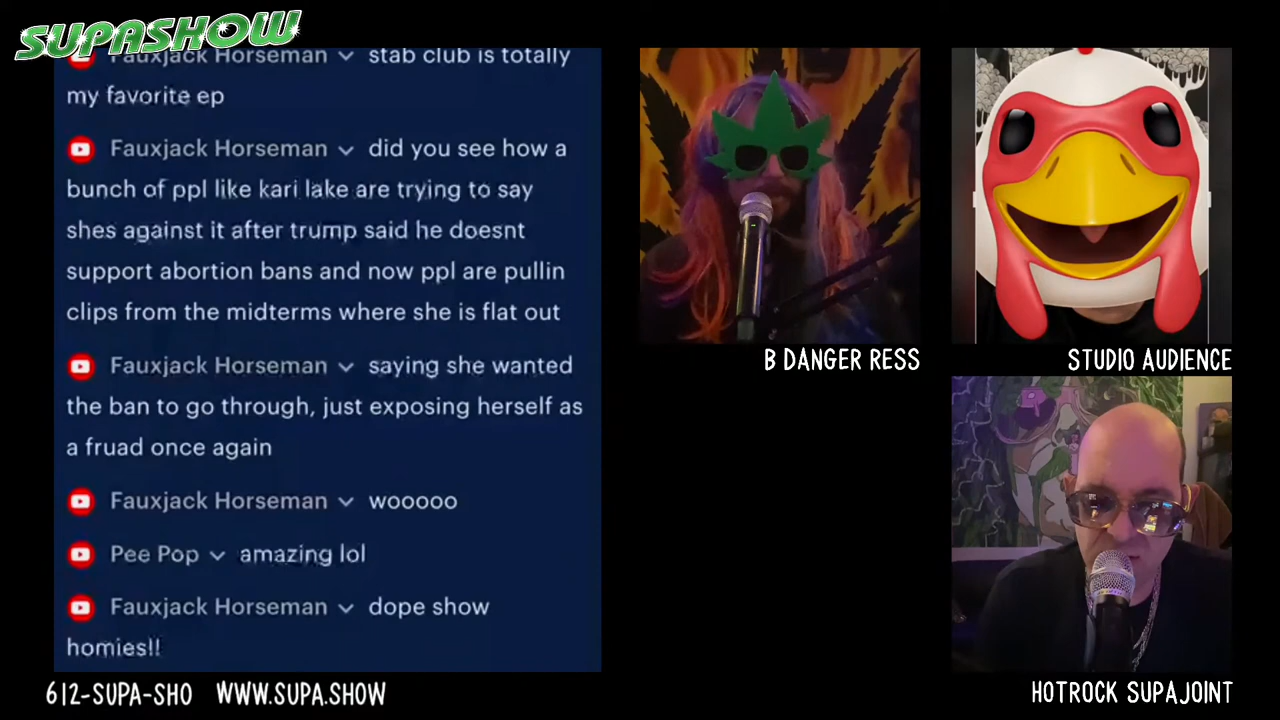 SUPASHOW
Fauxjack Horseman stab club is totally
my favorite ep
Fauxjack Horseman did you see how a
bunch of ppl like kari lake are trying to say
shes against it after trump said he doesnt
support abortion bans and now ppl are pullin
clips from the midterms where she is flat out
Fauxjack Horseman saying she wanted
the ban to go through, just exposing herself as
a fruad once again
Fauxjack Horseman wooooo
Pee Pop amazing lol
Fauxjack Horseman dope show
homies!!
B DANGER RESS
STUDIO AUDIENCE
HOTROCK SUPAJOINT
612-SUPA-SHO WWW.SUPA.SHOW